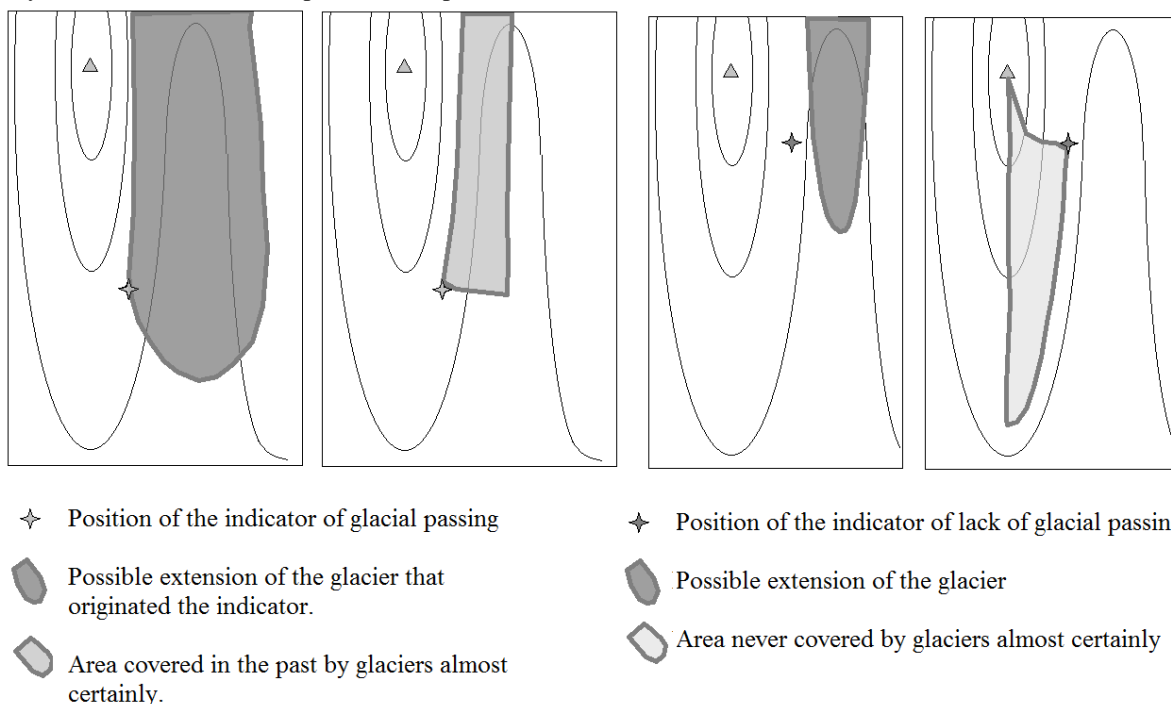 Position of the indicator of glacial passing
Possible extension of the glacier that
originated the indicator.
Area covered in the past by glaciers almost
certainly.
Position of the indicator of lack of glacial passin
Possible extension of the glacier
Area never covered by glaciers almost certainly